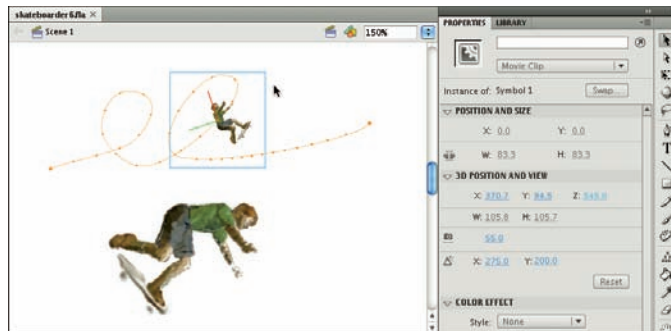 skateboarder6.fla ×
Scene 1
150%
PROPERTIES LIBRARY
Movie Clip
Instance of: Symbol 1 Swap...
POSITION AND SIZE
X: 0.0 Y: 0.0
W: 83.3 H: 83.3
3D POSITION AND VIEW
X: 370.7 Y: 94.5 Z: 545.0
W: 105.8 H: 105.7
55.0
X: 275.0 Y: 200.0
Reset
COLOR EFFECT
Style: None
T